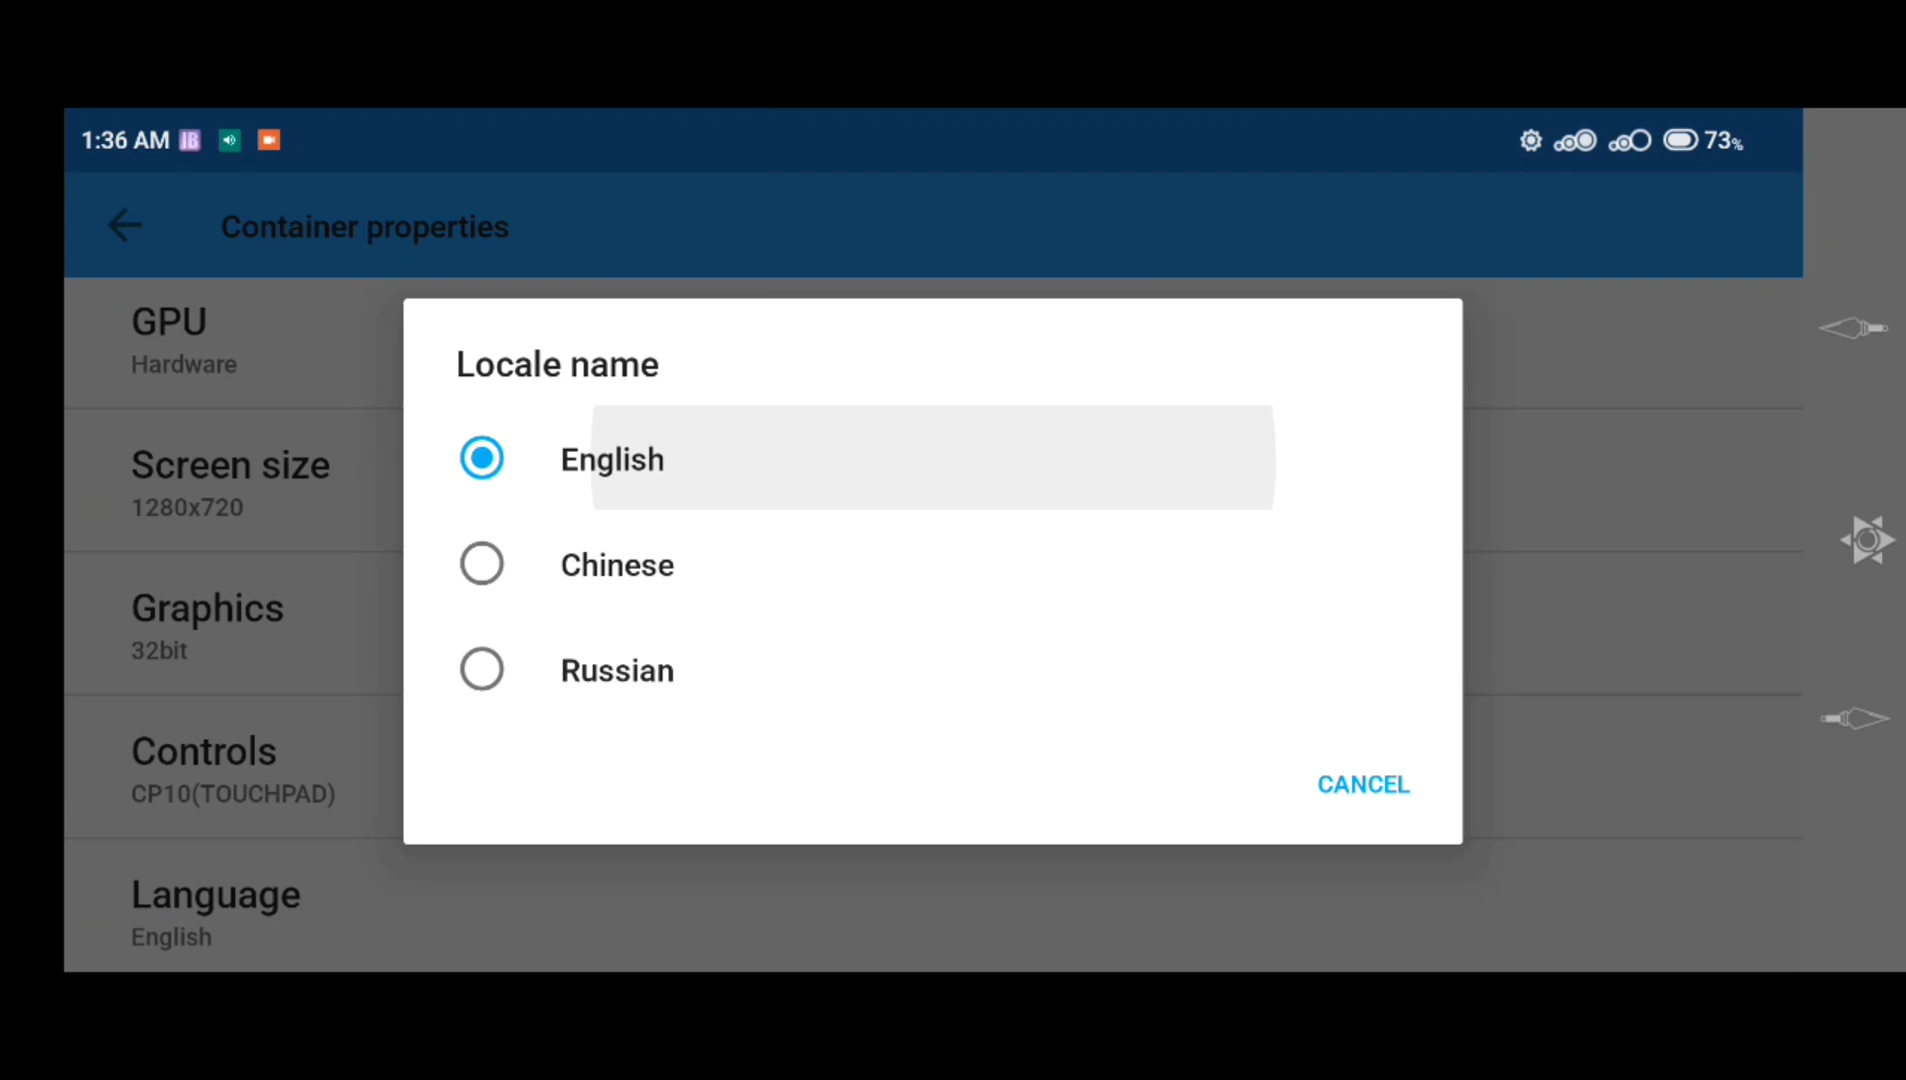 1:36 AM JB 73%
Container properties
GPU
Hardware
Screen size
1280x720
Graphics
32bit
Controls
CP10(TOUCHPAD)
Language
English
Locale name
English
Chinese
Russian
CANCEL